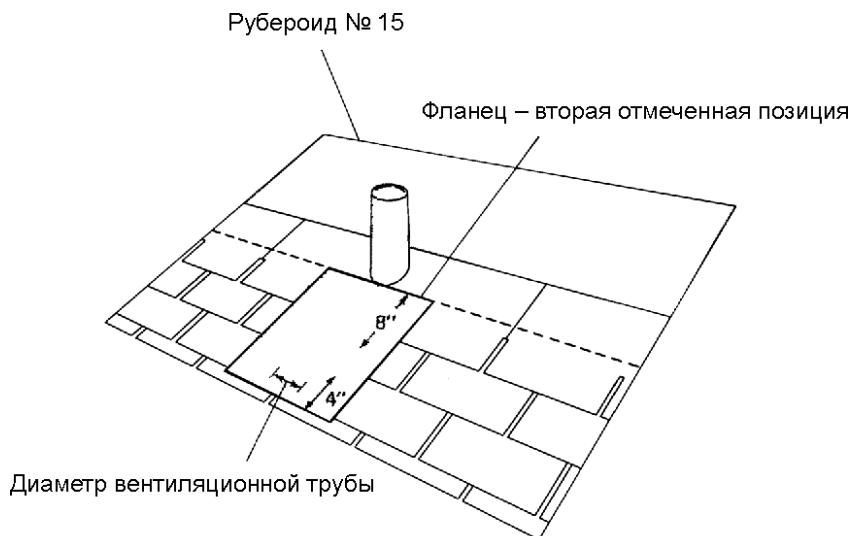 Рубероид № 15
Фланец – вторая отмеченная позиция
8"
4"
Диаметр вентиляционной трубы